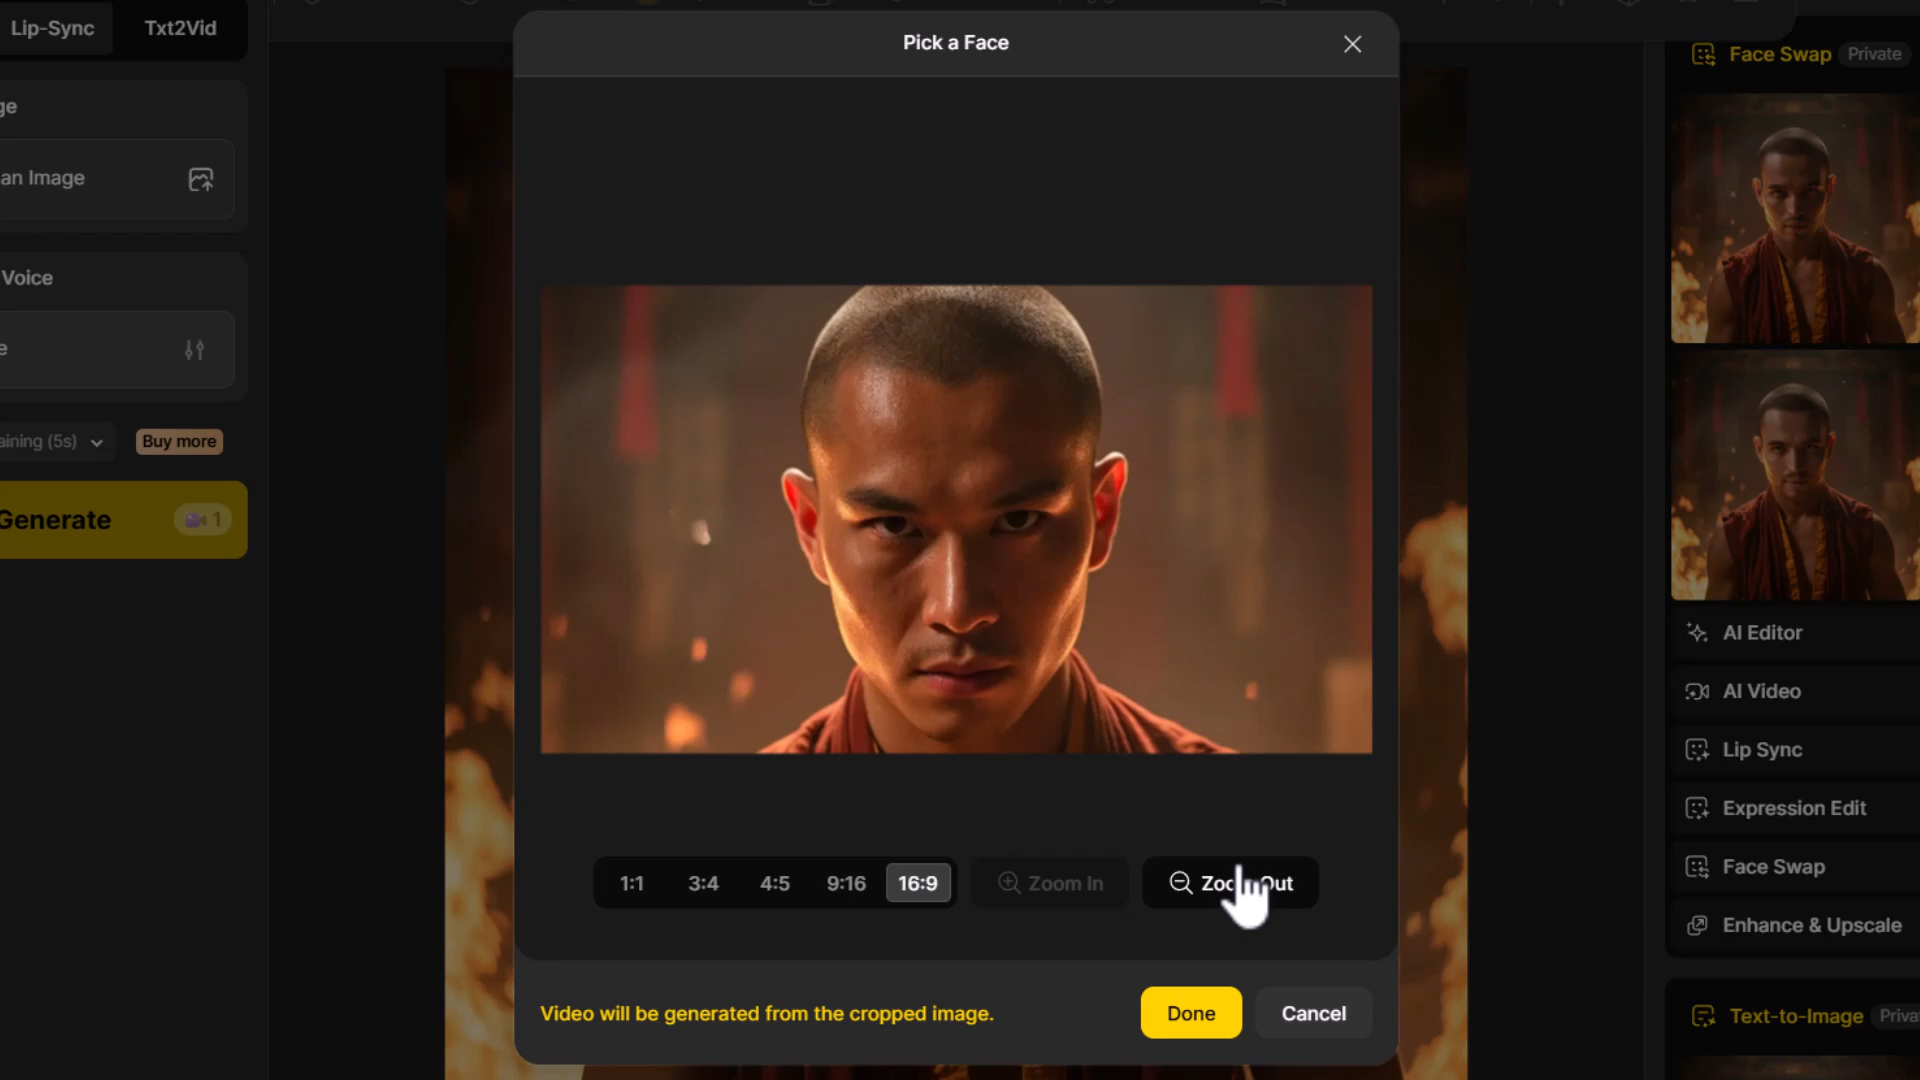 Lip-Sync
Txt2Vid
ge
an Image
Voice
e
aining (5s)
Buy more
Generate
1
Pick a Face
1:1
3:4
4:5
9:16
16:9
Zoom In
Zoom Out
Video will be generated from the cropped image.
Done
Cancel
Face Swap
Private
AI Editor
AI Video
Lip Sync
Expression Edit
Face Swap
Enhance & Upscale
Text-to-Image
Priva